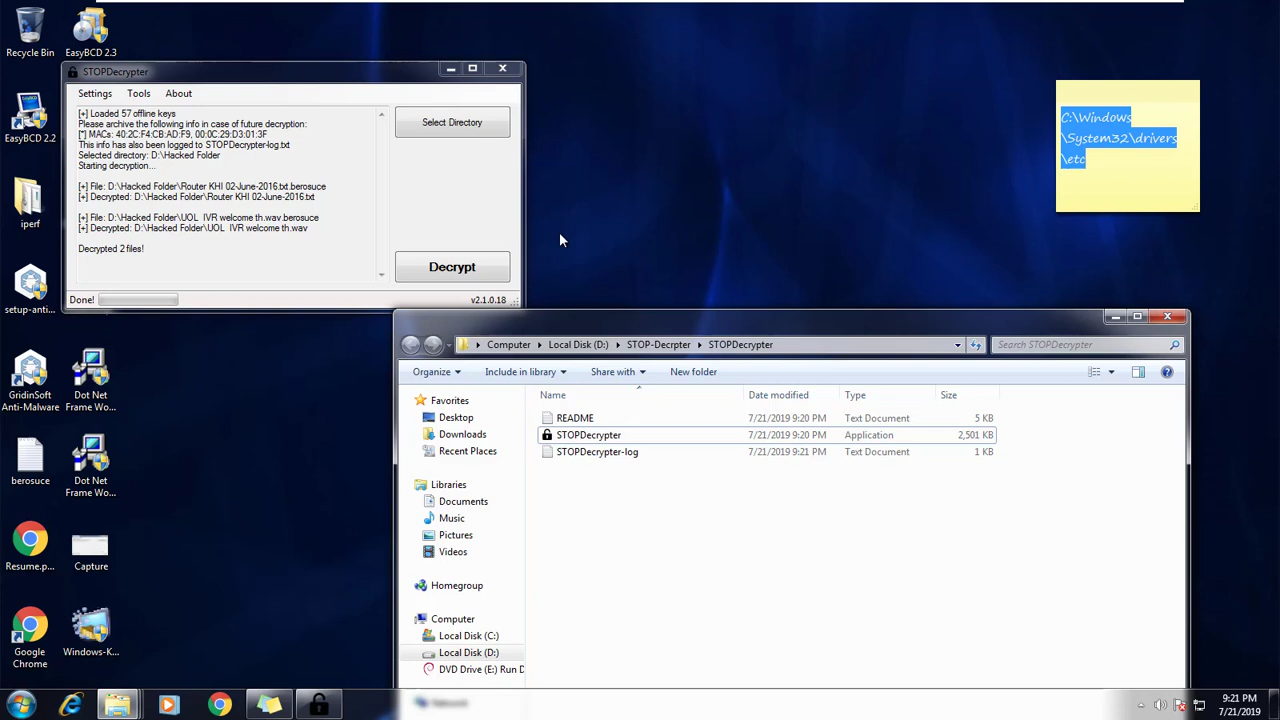 Recycle Bin
EasyBCD 2.3
EasyBCD 2.2
iperf
setup-anti...
GridinSoft
Anti-Malware
Dot Net
Frame Wo...
berosuce
Dot Net
Frame Wo...
Resume.p...
Capture
Google
Chrome
Windows-K...
STOPDecrypter
Settings
Tools
About
[+] Loaded 57 offline keys
Please archive the following info in case of future decryption:
[*] MACs: 40:2C:F4:CB:AD:F9, 00:0C:29:D3:01:3F
This info has also been logged to STOPDecrypter-log.txt
Selected directory: D:\Hacked Folder
Starting decryption...
[+] File: D:\Hacked Folder\Router KHI 02-June-2016.txt.berosuce
[+] Decrypted: D:\Hacked Folder\Router KHI 02-June-2016.txt
[+] File: D:\Hacked Folder\UOL  IVR welcome th.wav.berosuce
[+] Decrypted: D:\Hacked Folder\UOL  IVR welcome th.wav
Decrypted 2 files!
Select Directory
Decrypt
Done!
v2.1.0.18
C:\Windows
\System32\drivers
\etc
Computer
Local Disk (D:)
STOP-Decrpter
STOPDecrypter
Search STOPDecrypter
Organize
Include in library
Share with
New folder
Favorites
Desktop
Downloads
Recent Places
Libraries
Documents
Music
Pictures
Videos
Homegroup
Computer
Local Disk (C:)
Local Disk (D:)
DVD Drive (E:) Run D
Network
Name
Date modified
Type
Size
README
7/21/2019 9:20 PM
Text Document
5 KB
STOPDecrypter
7/21/2019 9:20 PM
Application
2,501 KB
STOPDecrypter-log
7/21/2019 9:21 PM
Text Document
1 KB
9:21 PM
7/21/2019